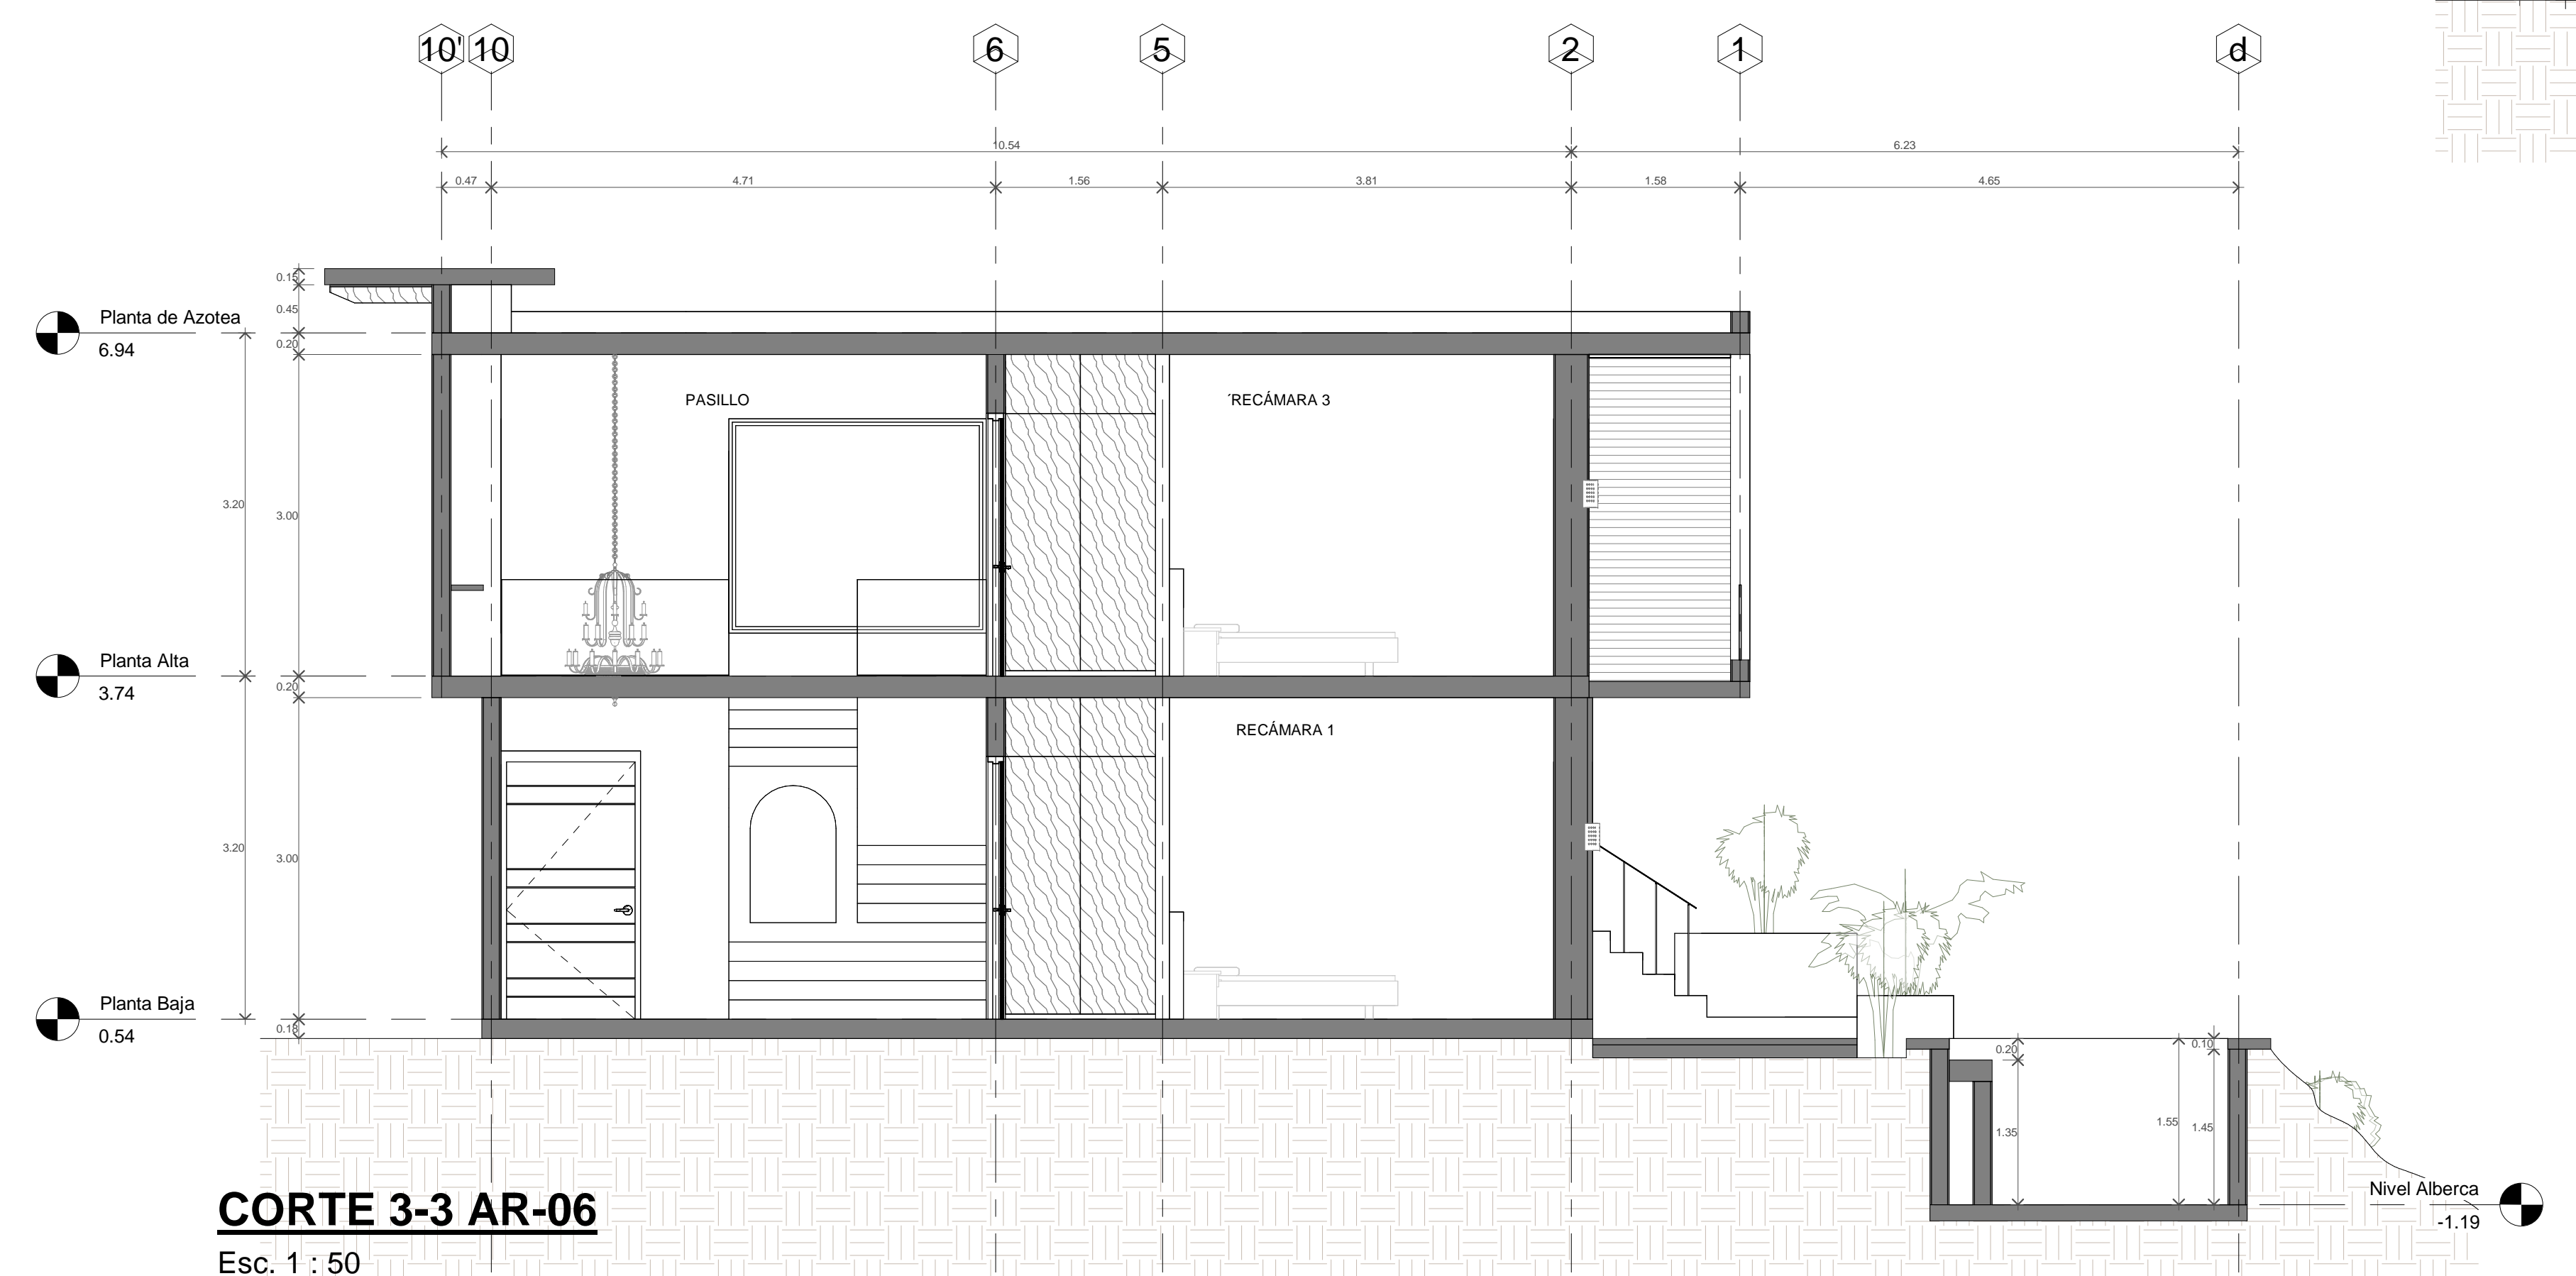 10' 10 6 5 2 1 d
10.54 6.23
0.47 4.71 1.56 3.81 1.58 4.65
0.15
0.45
Planta de Azotea
6.94
0.20
PASILLO
´RECÁMARA 3
3.20
3.00
Planta Alta
3.74
0.20
RECÁMARA 1
3.20
3.00
Planta Baja
0.54
0.18
0.20
0.10
1.35
1.55
1.45
Nivel Alberca
-1.19
CORTE 3-3 AR-06
Esc. 1 : 50